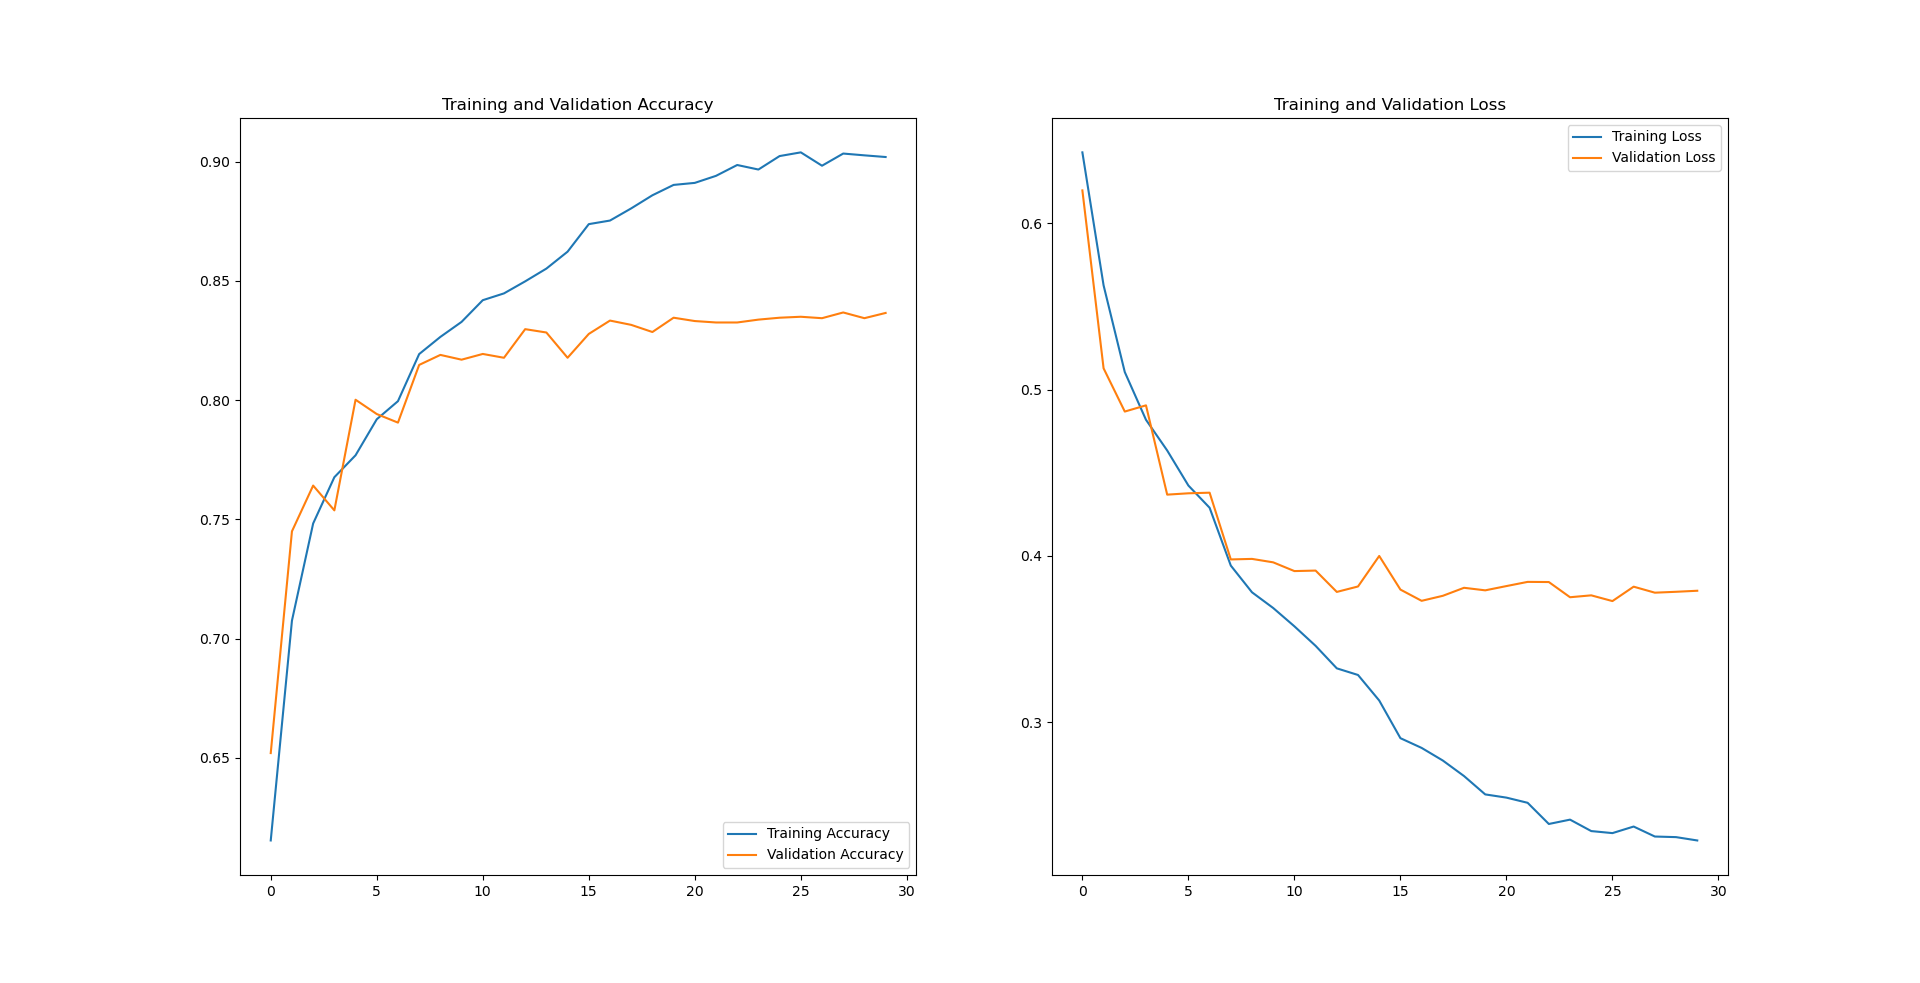 Training and Validation Accuracy
0.90
0.85
0.80
0.75
0.70
0.65
0 5 10 15 20 25 30
Training Accuracy
Validation Accuracy
Training and Validation Loss
0.6
0.5
0.4
0.3
0 5 10 15 20 25 30
Training Loss
Validation Loss